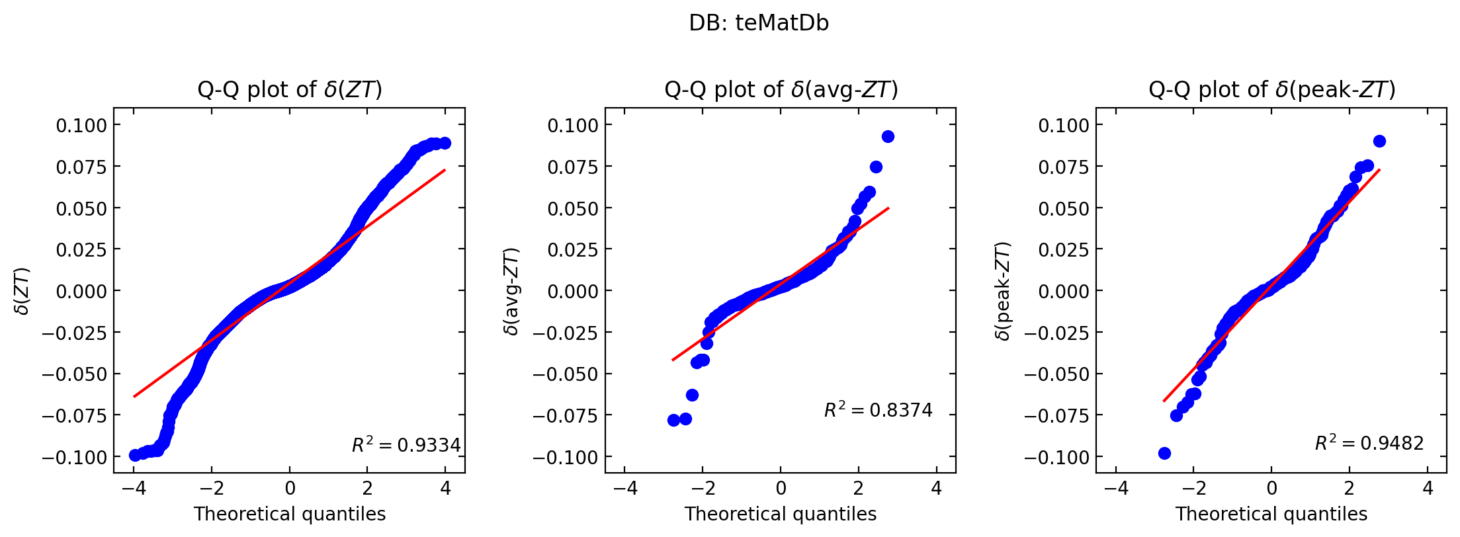 DB: teMatDb
Q-Q plot of δ(ZT)
0.100
0.075
0.050
0.025
0.000
−0.025
−0.050
−0.075
−0.100
δ(ZT)
R² = 0.9334
−4 −2 0 2 4
Theoretical quantiles
Q-Q plot of δ(avg-ZT)
0.100
0.075
0.050
0.025
0.000
−0.025
−0.050
−0.075
−0.100
δ(avg-ZT)
R² = 0.8374
−4 −2 0 2 4
Theoretical quantiles
Q-Q plot of δ(peak-ZT)
0.100
0.075
0.050
0.025
0.000
−0.025
−0.050
−0.075
−0.100
δ(peak-ZT)
R² = 0.9482
−4 −2 0 2 4
Theoretical quantiles